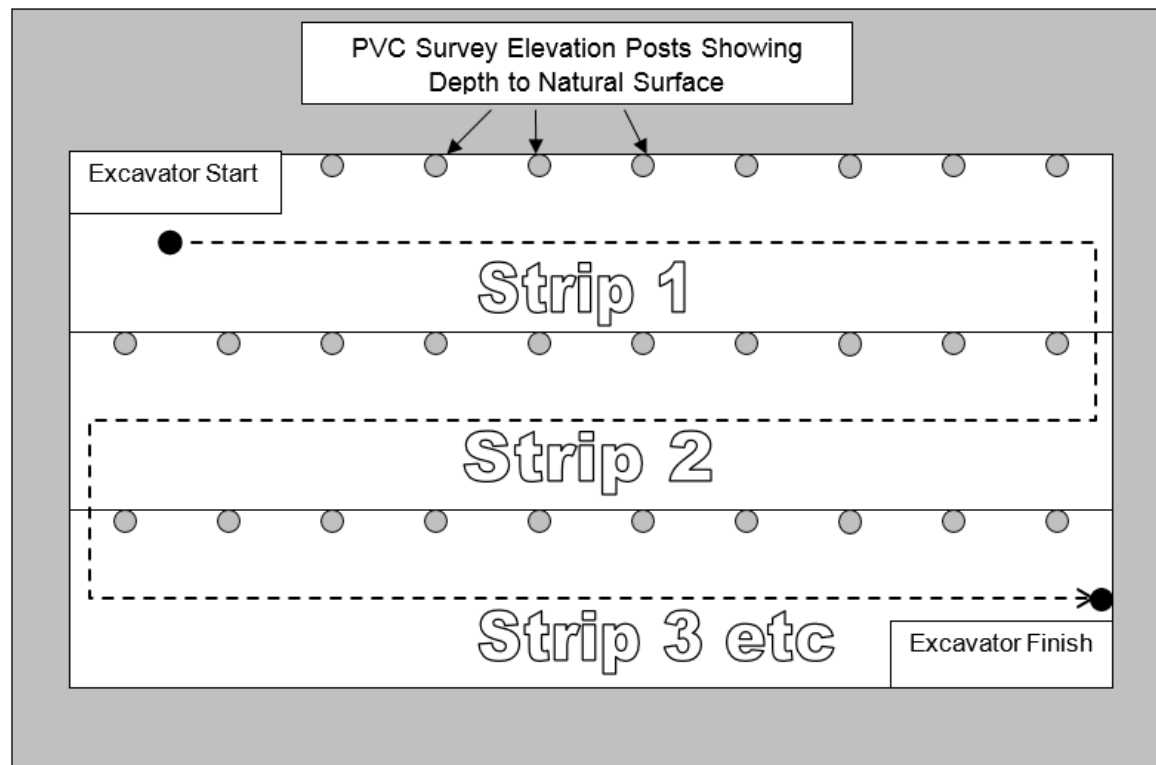 PVC Survey Elevation Posts Showing
Depth to Natural Surface
Excavator Start
Strip 1
Strip 2
Strip 3 etc
Excavator Finish